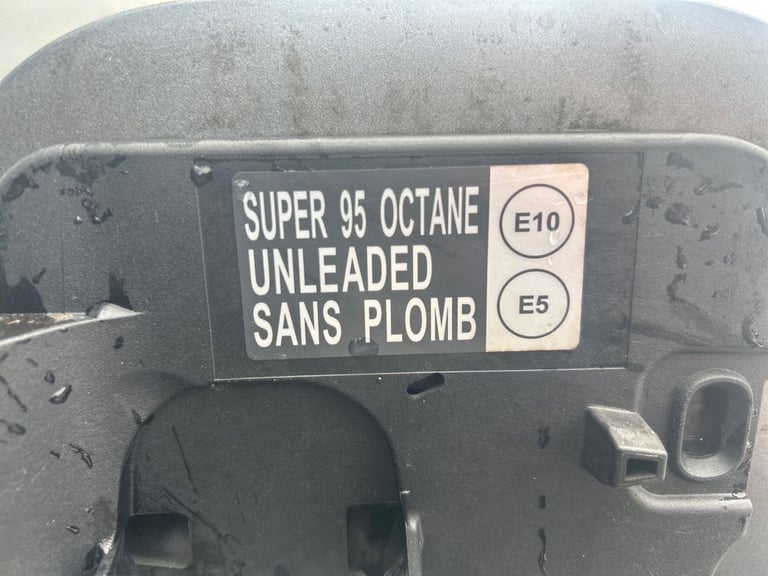 SUPER 95 OCTANE
UNLEADED
SANS PLOMB
E10
E5